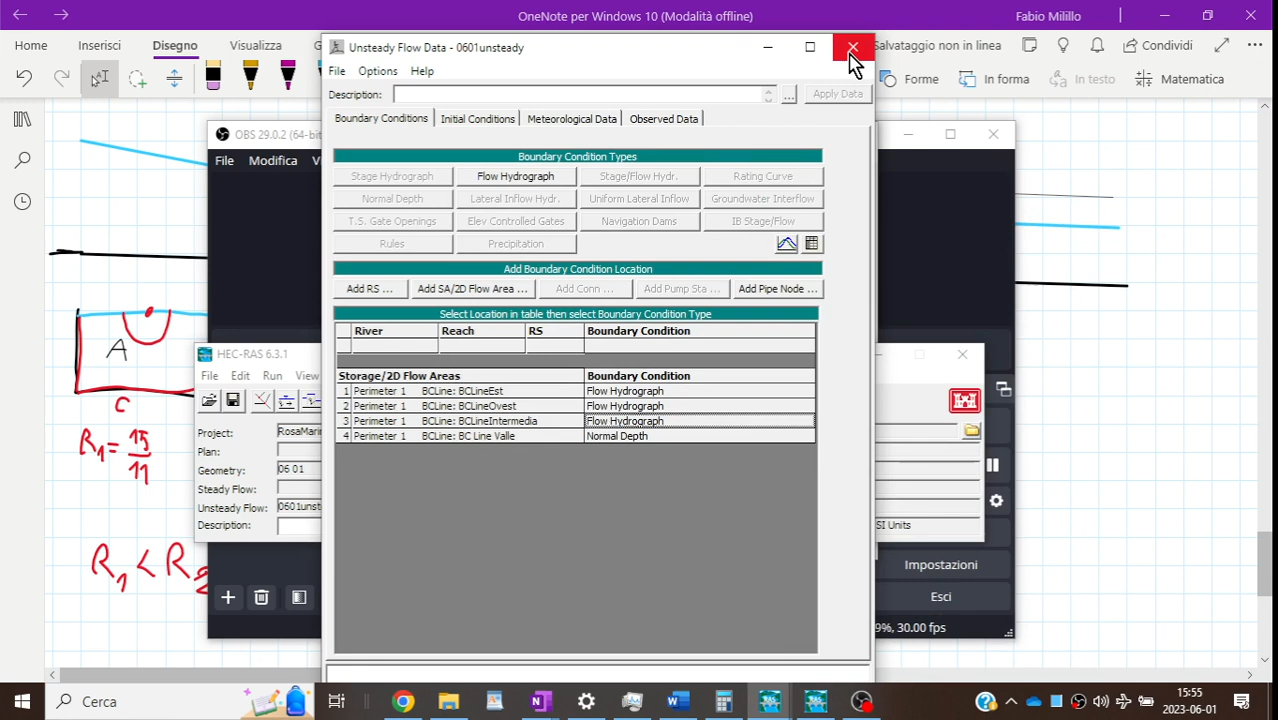 OneNote per Windows 10 (Modalità offline)
Fabio Milillo
Home Inserisci Disegno Visualizza
Salvataggio non in linea
Condividi
Forme
In forma
In testo
Matematica
Unsteady Flow Data - 0601unsteady
File Options Help
Description:
...
Apply Data
Boundary Conditions Initial Conditions Meteorological Data Observed Data
Boundary Condition Types
Stage Hydrograph Flow Hydrograph Stage/Flow Hydr. Rating Curve
Normal Depth Lateral Inflow Hydr. Uniform Lateral Inflow Groundwater Interflow
T.S. Gate Openings Elev Controlled Gates Navigation Dams IB Stage/Flow
Rules Precipitation
Add Boundary Condition Location
Add RS ... Add SA/2D Flow Area ... Add Conn ... Add Pump Sta ... Add Pipe Node ...
Select Location in table then select Boundary Condition Type
River Reach RS Boundary Condition
Storage/2D Flow Areas Boundary Condition
1 Perimeter 1 BCLine: BCLineEst Flow Hydrograph
2 Perimeter 1 BCLine: BCLineOvest Flow Hydrograph
3 Perimeter 1 BCLine: BCLineIntermedia Flow Hydrograph
4 Perimeter 1 BCLine: BC Line Valle Normal Depth
OBS 29.0.2 (64-bit
File Modifica
HEC-RAS 6.3.1
File Edit Run View
Project: RosaMarin
Plan:
Geometry: 06 01
Steady Flow:
Unsteady Flow: 0601unst
Description:
SI Units
Impostazioni
Esci
9%, 30.00 fps
A
C
R1 = 15/11
R1 < R2
Cerca
15:55
2023-06-01